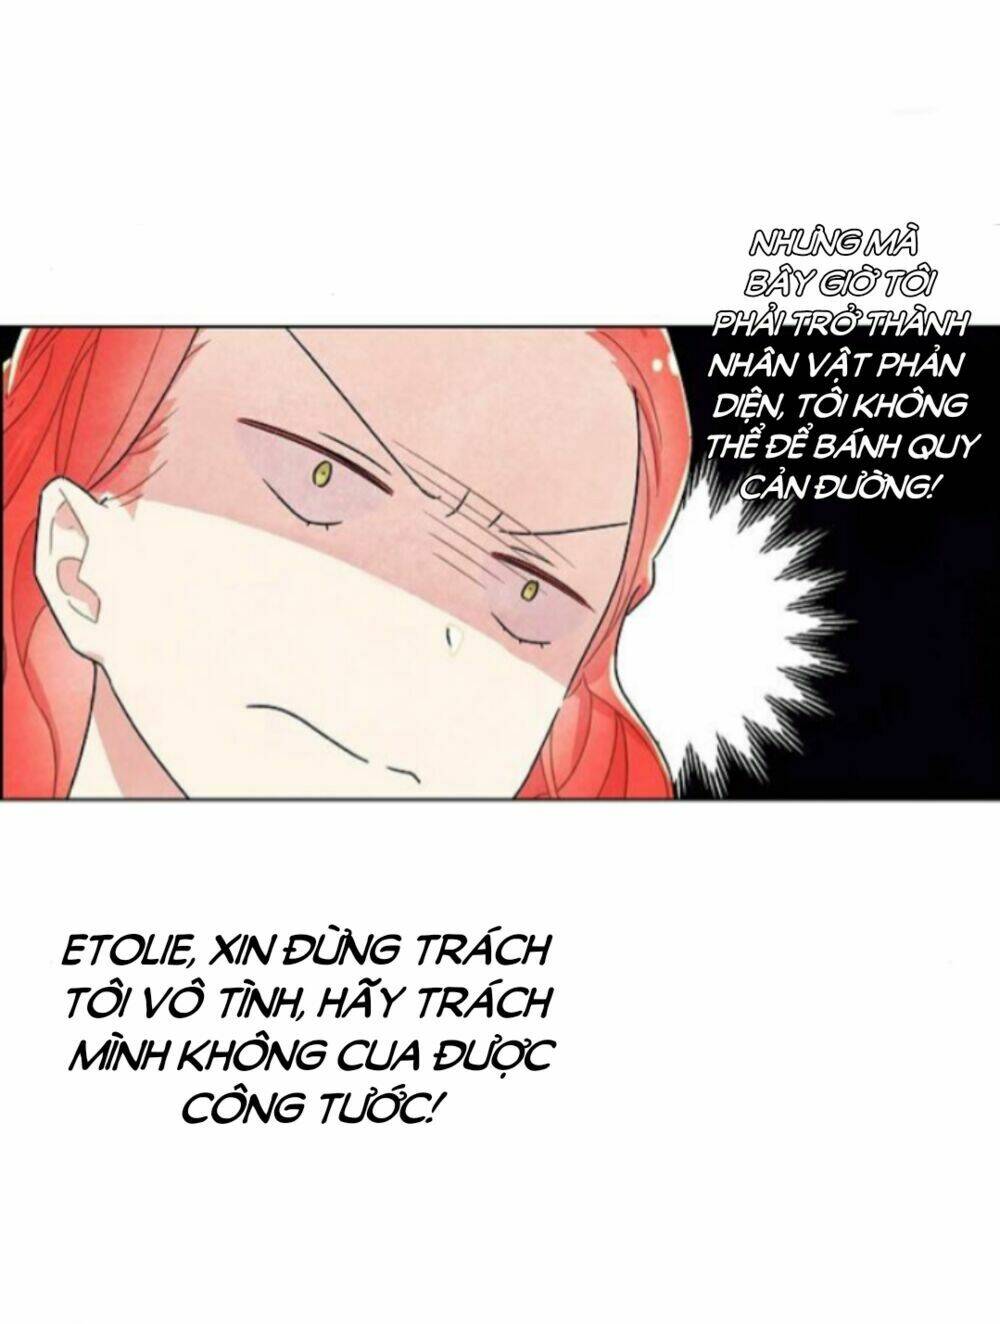 NHƯNG MÀ
BÂY GIỜ TÔI
PHẢI TRỞ THÀNH
NHÂN VẬT PHẢN
DIỆN, TÔI KHÔNG
THỂ ĐỂ BÁNH QUY
CẢN ĐƯỜNG!
ETOLIE, XIN ĐỪNG TRÁCH
TÔI VÔ TÌNH, HÃY TRÁCH
MÌNH KHÔNG CUA ĐƯỢC
CÔNG TƯỚC!